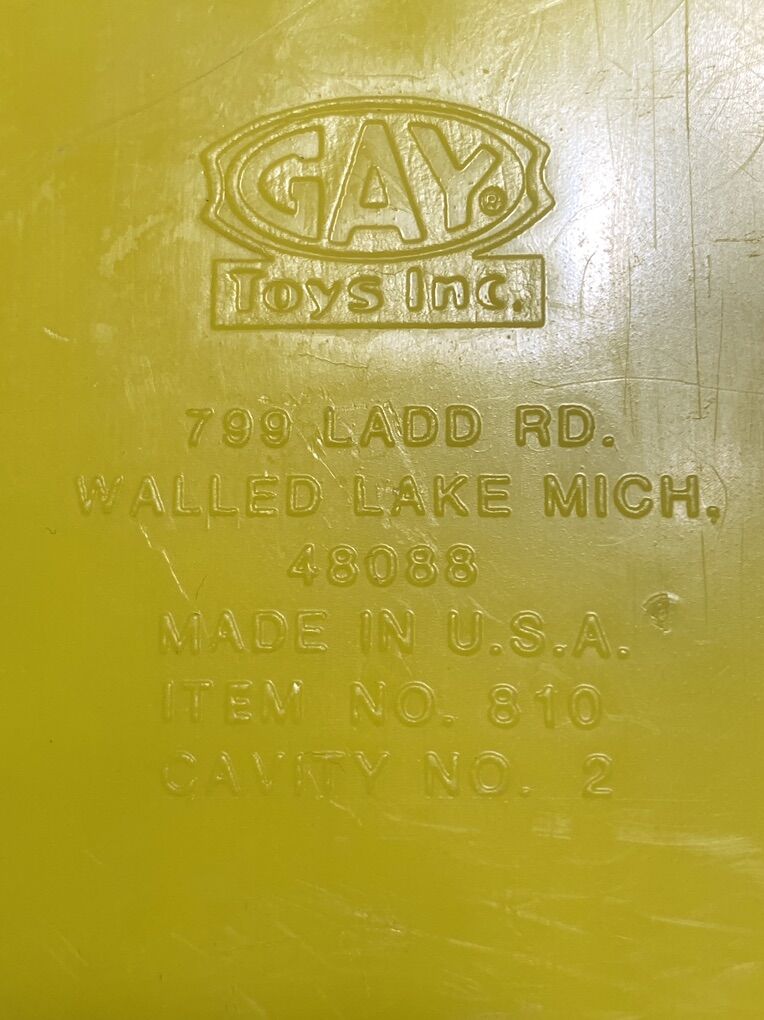 GAY®
Toys Inc.
799 LADD RD.
WALLED LAKE MICH,
48088
MADE IN U.S.A.
ITEM NO. 810
CAVITY NO. 2